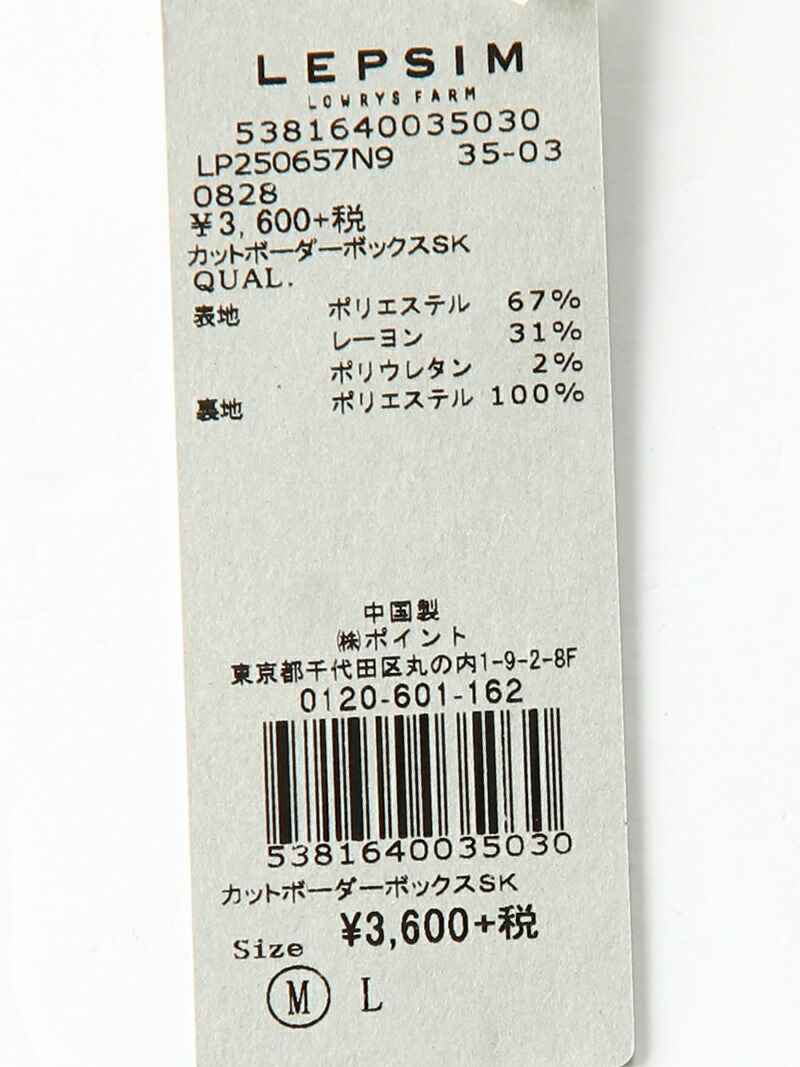 LEPSIM
LOWRYS FARM
5381640035030
LP250657N9 35-03
0828
¥3,600+税
カットボーダーボックスSK
QUAL.
表地 ポリエステル 67%
レーヨン 31%
ポリウレタン 2%
裏地 ポリエステル 100%
中国製
㈱ポイント
東京都千代田区丸の内1-9-2-8F
0120-601-162
5381640035030
カットボーダーボックスSK
¥3,600+税
Size
M L